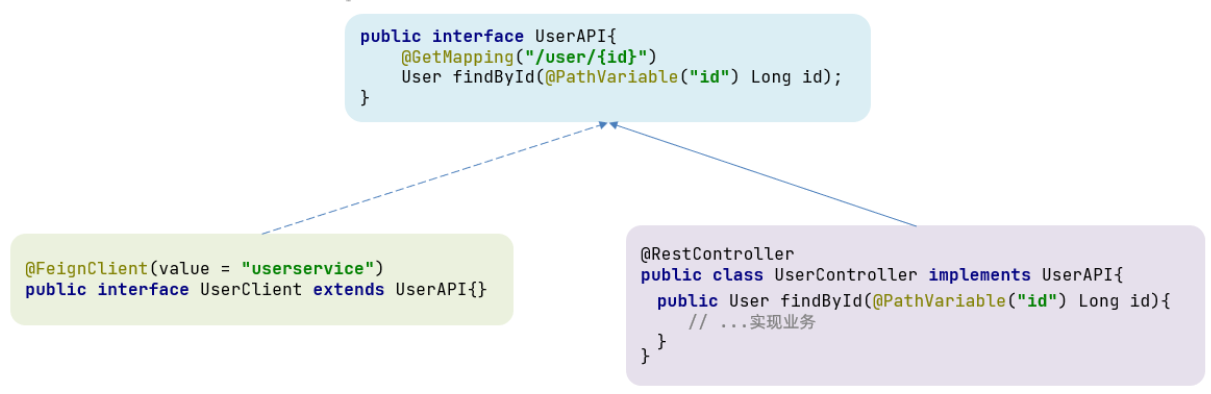 public interface UserAPI{
    @GetMapping("/user/{id}")
    User findById(@PathVariable("id") Long id);
}
@FeignClient(value = "userservice")
public interface UserClient extends UserAPI{}
@RestController
public class UserController implements UserAPI{
  public User findById(@PathVariable("id") Long id){
     // ...实现业务
  }
}